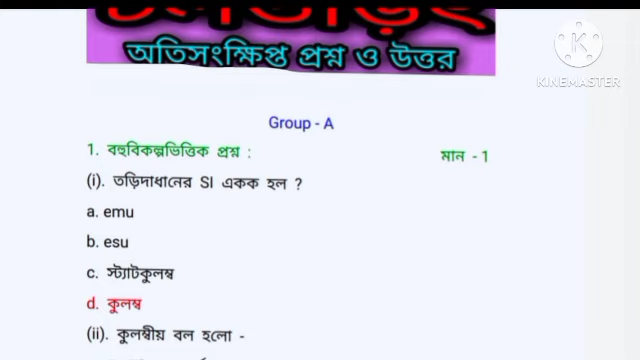 চলতড়িৎ
অতিসংক্ষিপ্ত প্রশ্ন ও উত্তর
KINEMASTER
Group - A
1. বহুবিকল্পভিত্তিক প্রশ্ন :
মান - 1
(i). তড়িদাধানের SI একক হল ?
a. emu
b. esu
c. স্ট্যাটকুলম্ব
d. কুলম্ব
(ii). কুলম্বীয় বল হলো -